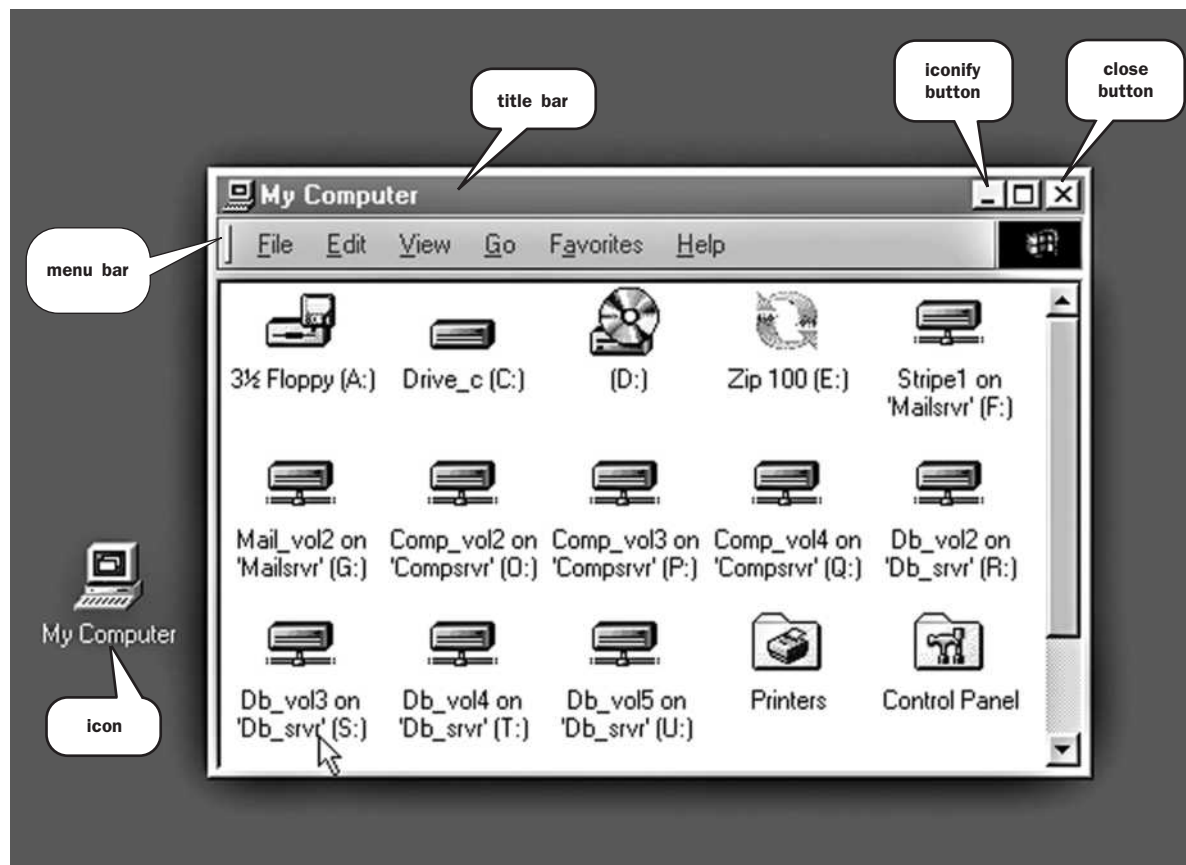 iconify
button
close
button
title bar
My Computer
menu bar
File Edit View Go Favorites Help
3½ Floppy (A:) Drive_c (C:) (D:) Zip 100 (E:) Stripe1 on
'Mailsrvr' (F:)
Mail_vol2 on Comp_vol2 on Comp_vol3 on Comp_vol4 on Db_vol2 on
'Mailsrvr' (G:) 'Compsrvr' (O:) 'Compsrvr' (P:) 'Compsrvr' (Q:) 'Db_srvr' (R:)
My Computer
icon
Db_vol3 on Db_vol4 on Db_vol5 on Printers Control Panel
'Db_srvr' (S:) 'Db_srvr' (T:) 'Db_srvr' (U:)